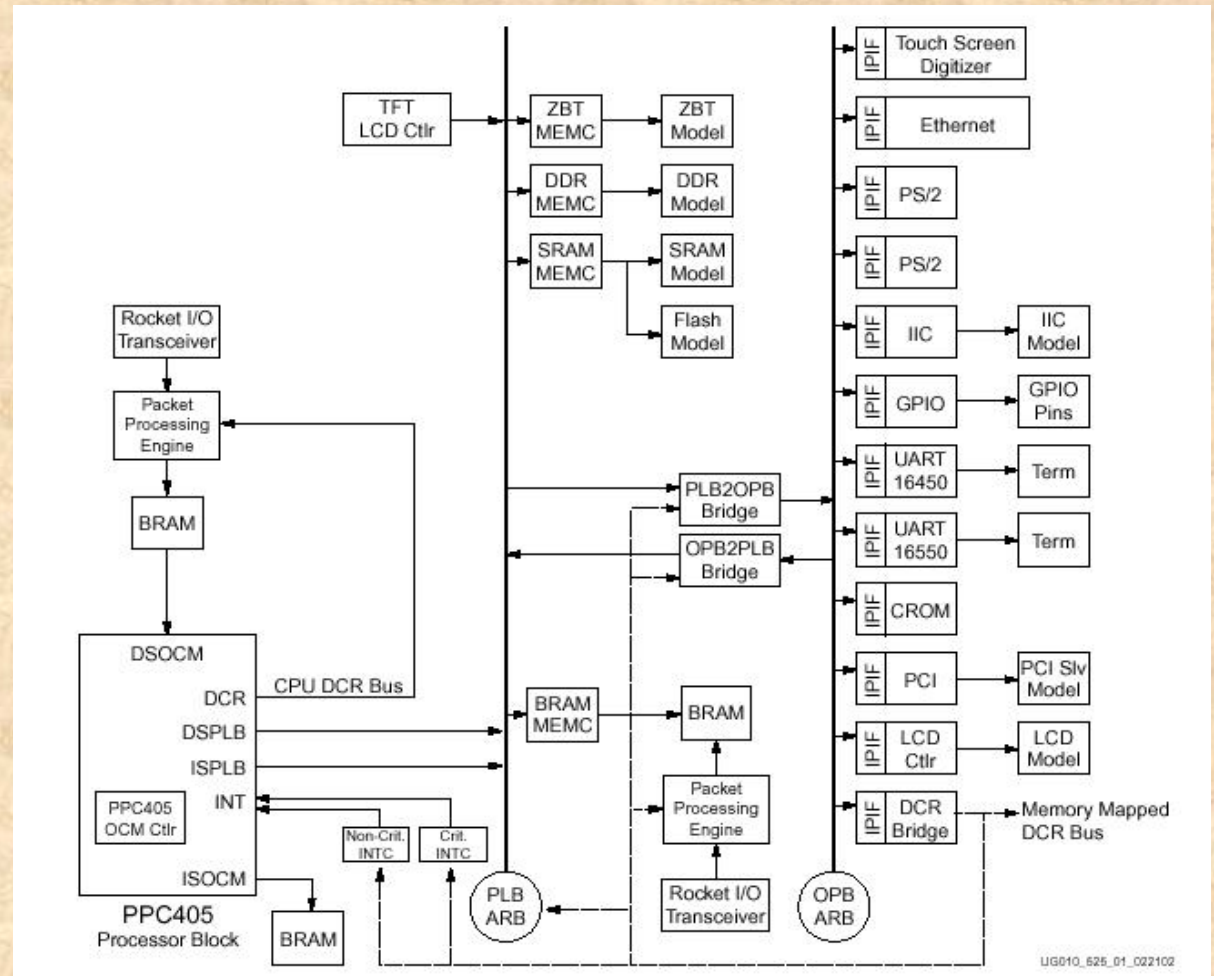 TFT
LCD Ctlr
ZBT
MEMC
ZBT
Model
DDR
MEMC
DDR
Model
SRAM
MEMC
SRAM
Model
Flash
Model
Rocket I/O
Transceiver
Packet
Processing
Engine
BRAM
DSOCM
DCR
CPU DCR Bus
DSPLB
ISPLB
INT
PPC405
OCM Ctlr
ISOCM
PPC405
Processor Block
BRAM
Non-Crit.
INTC
Crit.
INTC
PLB
ARB
BRAM
MEMC
BRAM
Packet
Processing
Engine
Rocket I/O
Transceiver
PLB2OPB
Bridge
OPB2PLB
Bridge
OPB
ARB
IPIF
Touch Screen
Digitizer
IPIF
Ethernet
IPIF
PS/2
IPIF
PS/2
IPIF
IIC
IIC
Model
IPIF
GPIO
GPIO
Pins
IPIF
UART
16450
Term
IPIF
UART
16550
Term
IPIF
CROM
IPIF
PCI
PCI Slv
Model
IPIF
LCD
Ctlr
LCD
Model
IPIF
DCR
Bridge
Memory Mapped
DCR Bus
UG010_525_01_022102